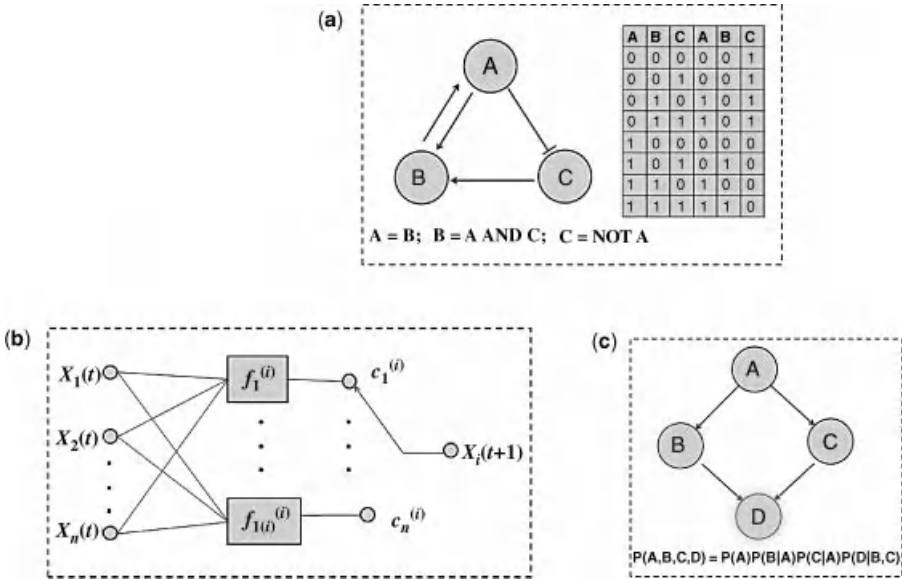 (a)
A
B
C
A B C A B C
0 0 0 0 0 1
0 0 1 0 0 1
0 1 0 1 0 1
0 1 1 1 0 1
1 0 0 0 0 0
1 0 1 0 1 0
1 1 0 1 0 0
1 1 1 1 1 0
A = B; B = A AND C; C = NOT A
(b)
X₁(t)
X₂(t)
Xₙ(t)
f₁⁽ⁱ⁾
f₁₍ᵢ₎⁽ⁱ⁾
c₁⁽ⁱ⁾
cₙ⁽ⁱ⁾
Xᵢ(t+1)
(c)
A
B
C
D
P(A,B,C,D) = P(A)P(B|A)P(C|A)P(D|B,C)